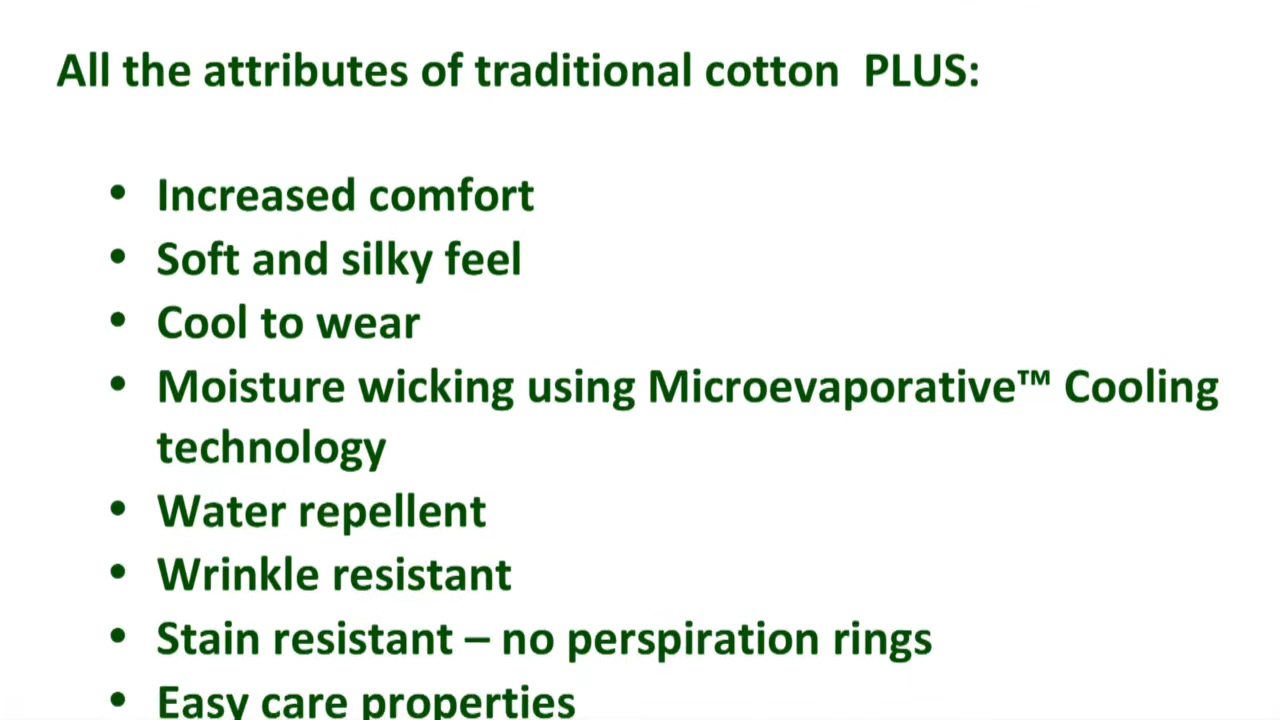 All the attributes of traditional cotton  PLUS:
• Increased comfort
• Soft and silky feel
• Cool to wear
• Moisture wicking using Microevaporative™ Cooling
technology
• Water repellent
• Wrinkle resistant
• Stain resistant – no perspiration rings
• Easy care properties